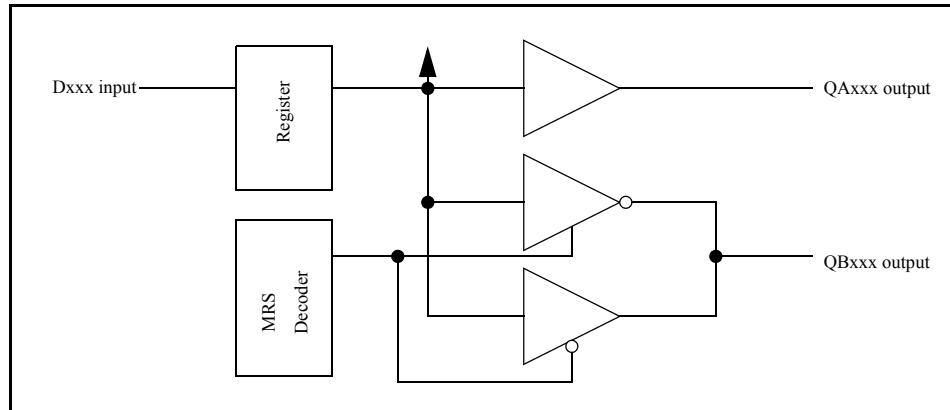 Dxxx input
Register
QAxxx output
MRS
Decoder
QBxxx output